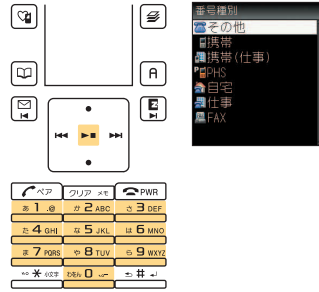 番号種別
その他
携帯
携帯(仕事)
PHS
自宅
仕事
FAX
A
Z
ペア
クリア メモ
PWR
あ 1 .@
か 2 ABC
さ 3 DEF
た 4 GHI
な 5 JKL
は 6 MNO
ま 7 PQRS
や 8 TUV
ら 9 WXYZ
* 小文字
わをん 0
#